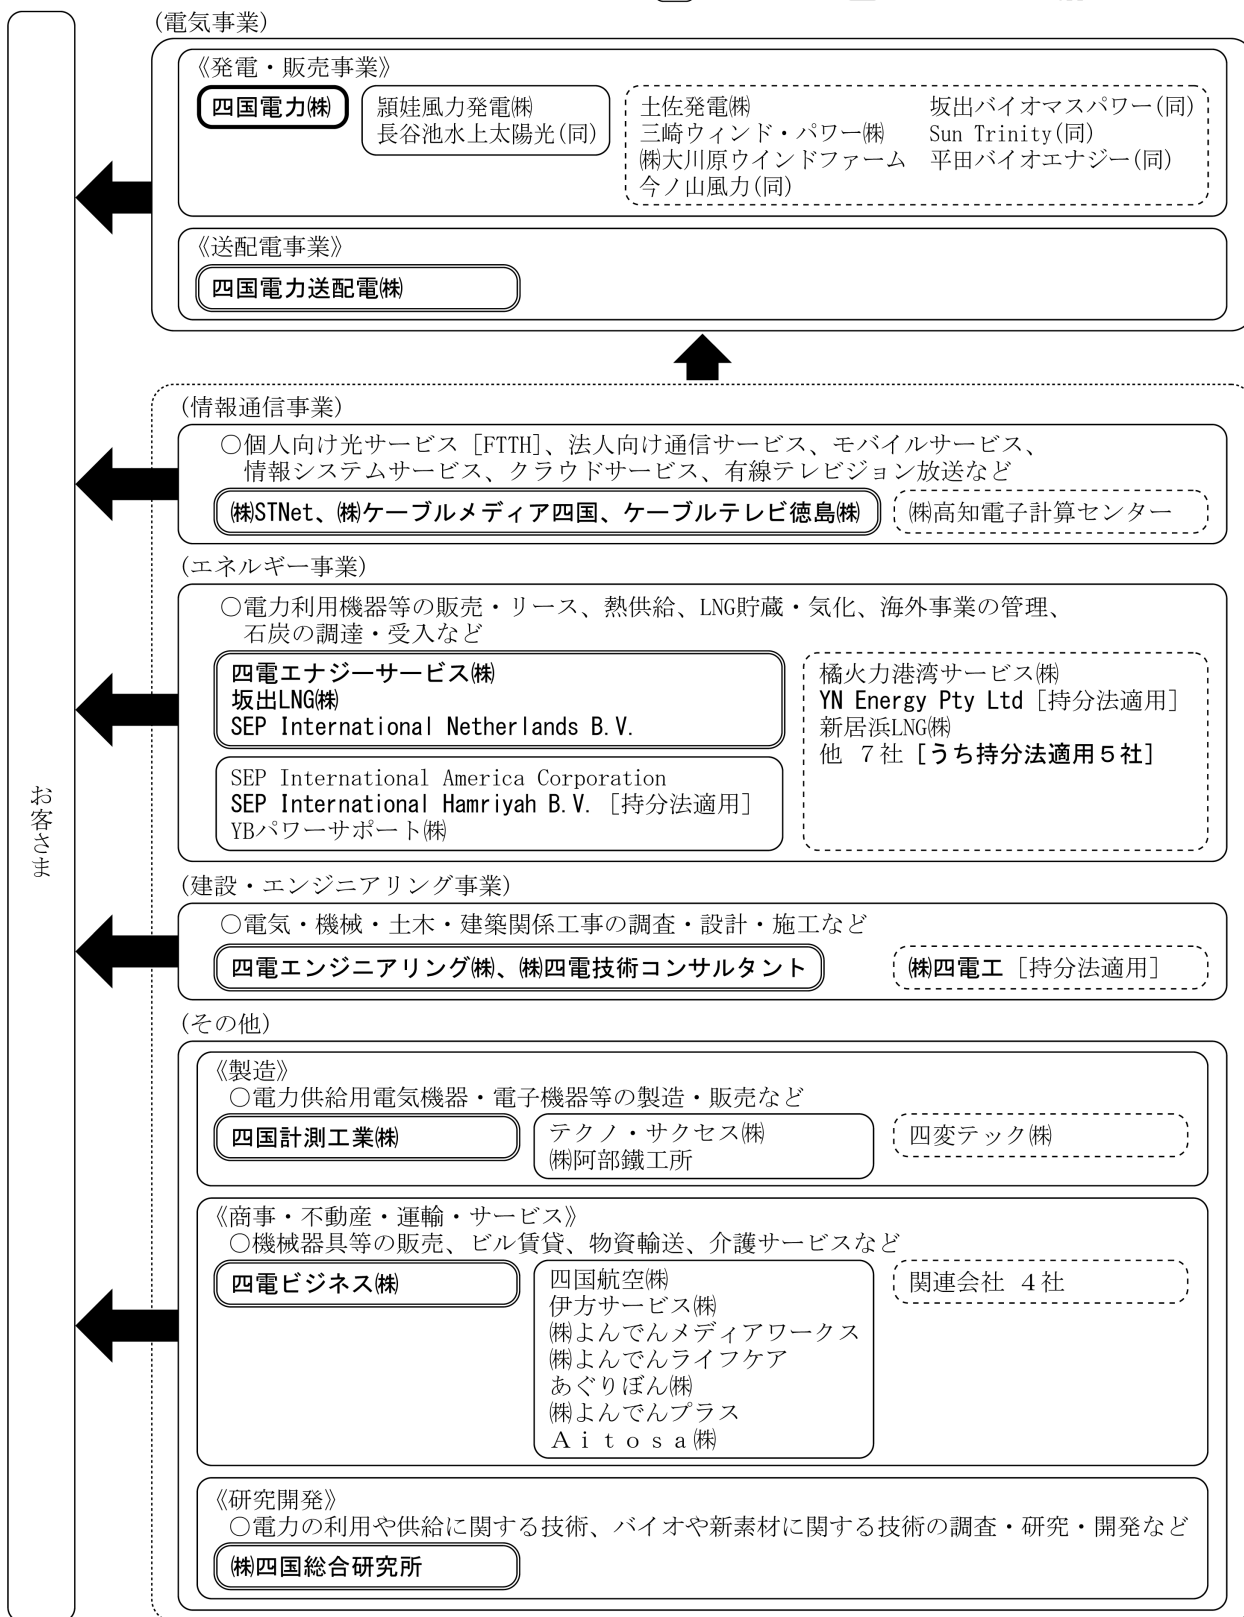 (電気事業)
《発電・販売事業》
四国電力㈱
頴娃風力発電㈱
長谷池水上太陽光(同)
土佐発電㈱
三崎ウィンド・パワー㈱
㈱大川原ウインドファーム
今ノ山風力(同)
坂出バイオマスパワー(同)
Sun Trinity(同)
平田バイオエナジー(同)
《送配電事業》
四国電力送配電㈱
(情報通信事業)
○個人向け光サービス［FTTH］、法人向け通信サービス、モバイルサービス、
情報システムサービス、クラウドサービス、有線テレビジョン放送など
㈱STNet、㈱ケーブルメディア四国、ケーブルテレビ徳島㈱
㈱高知電子計算センター
(エネルギー事業)
○電力利用機器等の販売・リース、熱供給、LNG貯蔵・気化、海外事業の管理、
石炭の調達・受入など
四電エナジーサービス㈱
坂出LNG㈱
SEP International Netherlands B.V.
SEP International America Corporation
SEP International Hamriyah B.V.［持分法適用］
YBパワーサポート㈱
橘火力港湾サービス㈱
YN Energy Pty Ltd［持分法適用］
新居浜LNG㈱
他 ７社［うち持分法適用５社］
お客さま
(建設・エンジニアリング事業)
○電気・機械・土木・建築関係工事の調査・設計・施工など
四電エンジニアリング㈱、㈱四電技術コンサルタント
㈱四電工［持分法適用］
(その他)
《製造》
○電力供給用電気機器・電子機器等の製造・販売など
四国計測工業㈱
テクノ・サクセス㈱
㈱阿部鐵工所
四変テック㈱
《商事・不動産・運輸・サービス》
○機械器具等の販売、ビル賃貸、物資輸送、介護サービスなど
四電ビジネス㈱
四国航空㈱
伊方サービス㈱
㈱よんでんメディアワークス
㈱よんでんライフケア
あぐりぼん㈱
㈱よんでんプラス
Ａｉｔｏｓａ㈱
関連会社 ４社
《研究開発》
○電力の利用や供給に関する技術、バイオや新素材に関する技術の調査・研究・開発など
㈱四国総合研究所